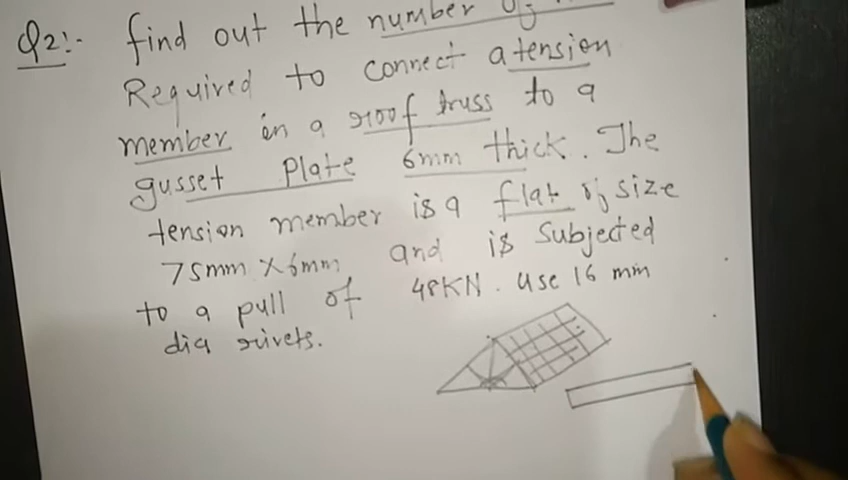 Q2:- find out the number of
Required to connect a tension
member in a roof truss to a
gusset plate 6mm thick. The
tension member is a flat of size
75mm x 6mm and is subjected
to a pull of 48KN. use 16 mm
dia rivets.